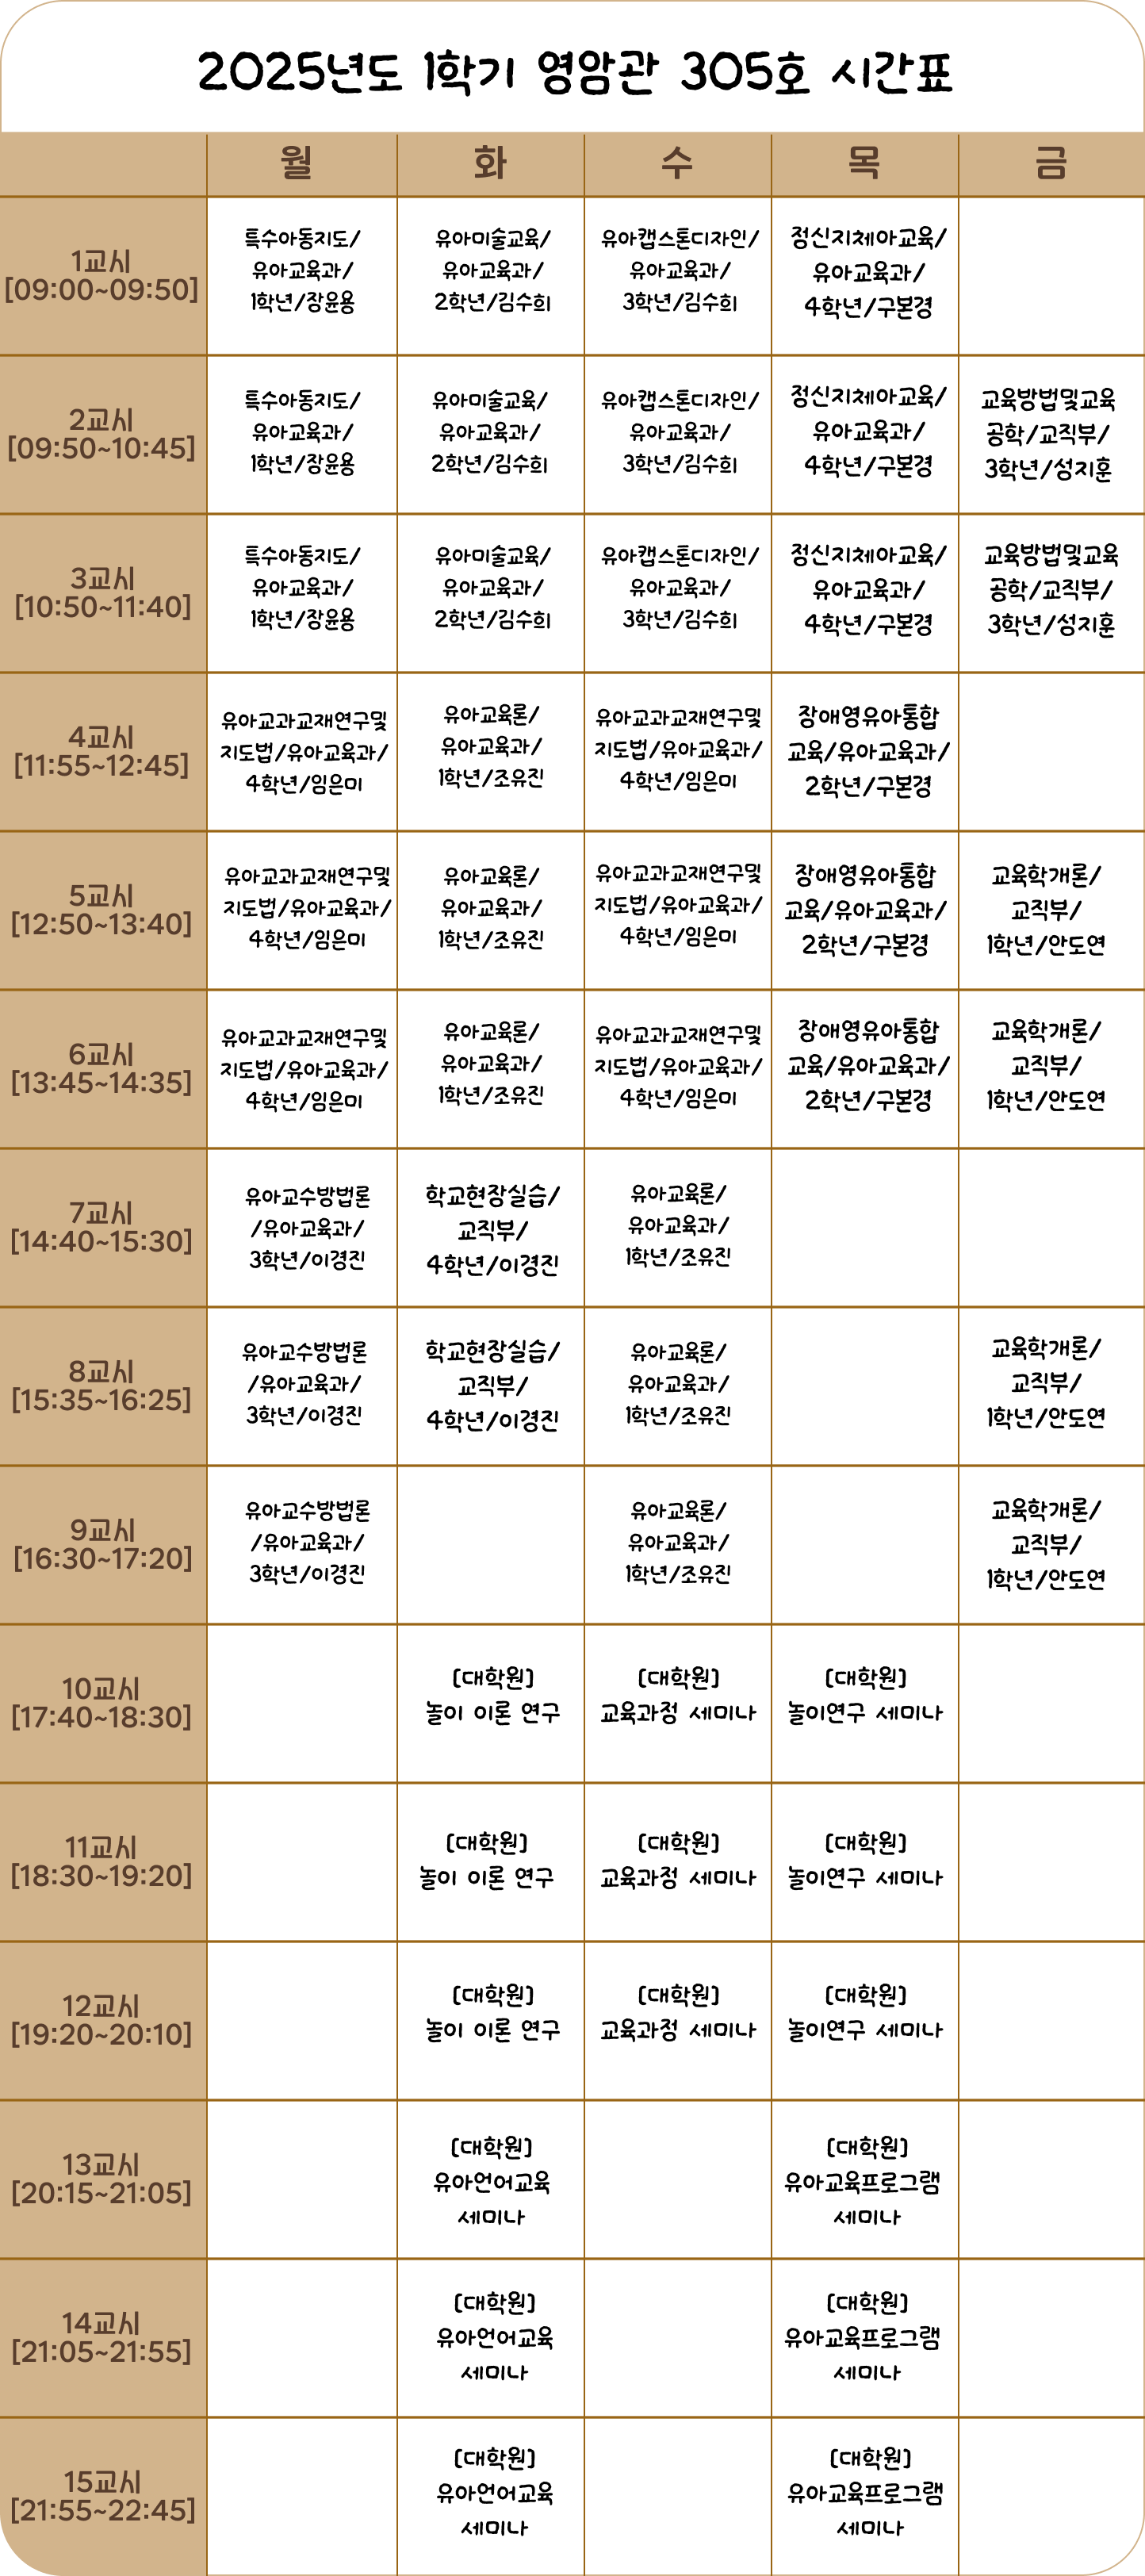 2025년도 1학기 영암관 305호 시간표
월 화 수 목 금
1교시
[09:00~09:50]
특수아동지도/
유아교육과/
1학년/장윤용
유아미술교육/
유아교육과/
2학년/김수희
유아캡스톤디자인/
유아교육과/
3학년/김수희
정신지체아교육/
유아교육과/
4학년/구본경
2교시
[09:50~10:45]
특수아동지도/
유아교육과/
1학년/장윤용
유아미술교육/
유아교육과/
2학년/김수희
유아캡스톤디자인/
유아교육과/
3학년/김수희
정신지체아교육/
유아교육과/
4학년/구본경
교육방법및교육
공학/교직부/
3학년/성지훈
3교시
[10:50~11:40]
특수아동지도/
유아교육과/
1학년/장윤용
유아미술교육/
유아교육과/
2학년/김수희
유아캡스톤디자인/
유아교육과/
3학년/김수희
정신지체아교육/
유아교육과/
4학년/구본경
교육방법및교육
공학/교직부/
3학년/성지훈
4교시
[11:55~12:45]
유아교과교재연구및
지도법/유아교육과/
4학년/임은미
유아교육론/
유아교육과/
1학년/조유진
유아교과교재연구및
지도법/유아교육과/
4학년/임은미
장애영유아통합
교육/유아교육과/
2학년/구본경
5교시
[12:50~13:40]
유아교과교재연구및
지도법/유아교육과/
4학년/임은미
유아교육론/
유아교육과/
1학년/조유진
유아교과교재연구및
지도법/유아교육과/
4학년/임은미
장애영유아통합
교육/유아교육과/
2학년/구본경
교육학개론/
교직부/
1학년/안도연
6교시
[13:45~14:35]
유아교과교재연구및
지도법/유아교육과/
4학년/임은미
유아교육론/
유아교육과/
1학년/조유진
유아교과교재연구및
지도법/유아교육과/
4학년/임은미
장애영유아통합
교육/유아교육과/
2학년/구본경
교육학개론/
교직부/
1학년/안도연
7교시
[14:40~15:30]
유아교수방법론
/유아교육과/
3학년/이경진
학교현장실습/
교직부/
4학년/이경진
유아교육론/
유아교육과/
1학년/조유진
8교시
[15:35~16:25]
유아교수방법론
/유아교육과/
3학년/이경진
학교현장실습/
교직부/
4학년/이경진
유아교육론/
유아교육과/
1학년/조유진
교육학개론/
교직부/
1학년/안도연
9교시
[16:30~17:20]
유아교수방법론
/유아교육과/
3학년/이경진
유아교육론/
유아교육과/
1학년/조유진
교육학개론/
교직부/
1학년/안도연
10교시
[17:40~18:30]
[대학원]
놀이 이론 연구
[대학원]
교육과정 세미나
[대학원]
놀이연구 세미나
11교시
[18:30~19:20]
[대학원]
놀이 이론 연구
[대학원]
교육과정 세미나
[대학원]
놀이연구 세미나
12교시
[19:20~20:10]
[대학원]
놀이 이론 연구
[대학원]
교육과정 세미나
[대학원]
놀이연구 세미나
13교시
[20:15~21:05]
[대학원]
유아언어교육
세미나
[대학원]
유아교육프로그램
세미나
14교시
[21:05~21:55]
[대학원]
유아언어교육
세미나
[대학원]
유아교육프로그램
세미나
15교시
[21:55~22:45]
[대학원]
유아언어교육
세미나
[대학원]
유아교육프로그램
세미나